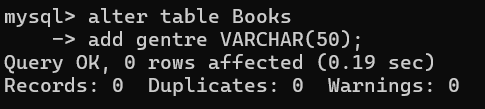 mysql> alter table Books
    -> add gentre VARCHAR(50);
Query OK, 0 rows affected (0.19 sec)
Records: 0  Duplicates: 0  Warnings: 0